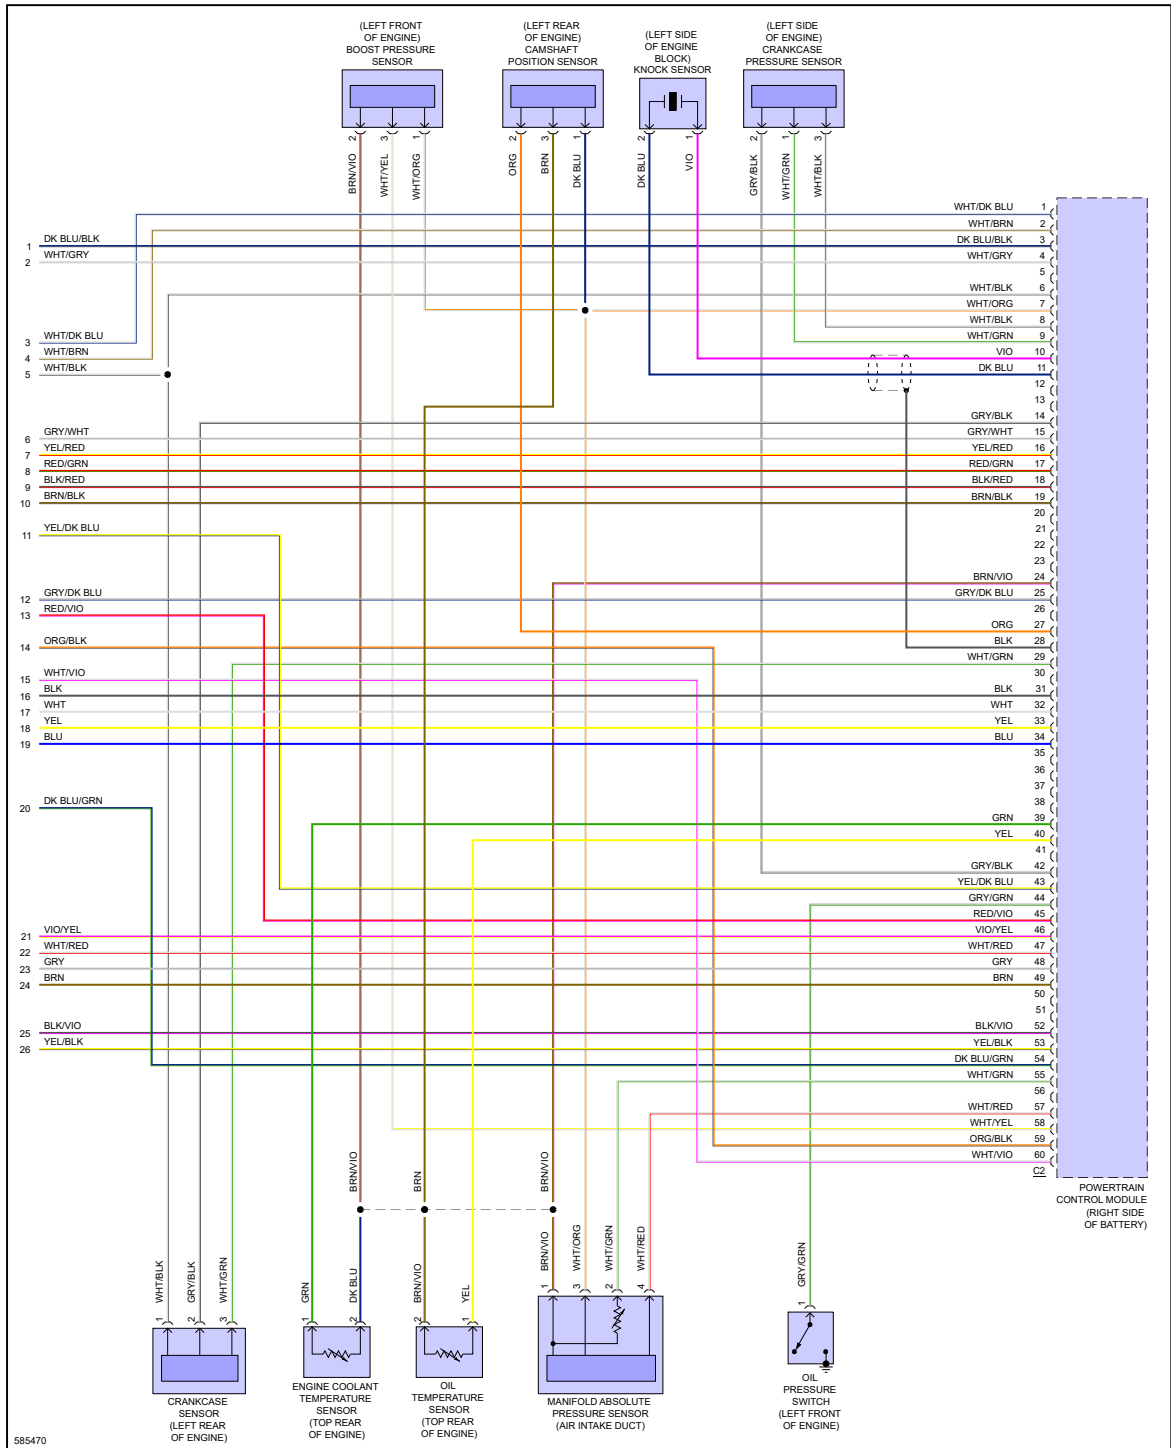 (LEFT FRONT
OF ENGINE)
BOOST PRESSURE
SENSOR
(LEFT REAR
OF ENGINE)
CAMSHAFT
POSITION SENSOR
(LEFT SIDE
OF ENGINE
BLOCK)
KNOCK SENSOR
(LEFT SIDE
OF ENGINE)
CRANKCASE
PRESSURE SENSOR
2 3 1
2 3 1
2 1
2 1 3
BRN/VIO
WHT/YEL
WHT/ORG
ORG
BRN
DK BLU
DK BLU
VIO
GRY/BLK
WHT/GRN
WHT/BLK
1 DK BLU/BLK
2 WHT/GRY
3 WHT/DK BLU
4 WHT/BRN
5 WHT/BLK
6 GRY/WHT
7 YEL/RED
8 RED/GRN
9 BLK/RED
10 BRN/BLK
11 YEL/DK BLU
12 GRY/DK BLU
13 RED/VIO
14 ORG/BLK
15 WHT/VIO
16 BLK
17 WHT
18 YEL
19 BLU
20 DK BLU/GRN
21 VIO/YEL
22 WHT/RED
23 GRY
24 BRN
25 BLK/VIO
26 YEL/BLK
WHT/DK BLU 1
WHT/BRN 2
DK BLU/BLK 3
WHT/GRY 4
5
WHT/BLK 6
WHT/ORG 7
WHT/BLK 8
WHT/GRN 9
VIO 10
DK BLU 11
12
13
GRY/BLK 14
GRY/WHT 15
YEL/RED 16
RED/GRN 17
BLK/RED 18
BRN/BLK 19
20
21
22
23
BRN/VIO 24
GRY/DK BLU 25
26
ORG 27
BLK 28
WHT/GRN 29
30
BLK 31
WHT 32
YEL 33
BLU 34
35
36
37
38
GRN 39
YEL 40
41
GRY/BLK 42
YEL/DK BLU 43
GRY/GRN 44
RED/VIO 45
VIO/YEL 46
WHT/RED 47
GRY 48
BRN 49
50
51
BLK/VIO 52
YEL/BLK 53
DK BLU/GRN 54
WHT/GRN 55
56
WHT/RED 57
WHT/YEL 58
ORG/BLK 59
WHT/VIO 60
C2
POWERTRAIN
CONTROL MODULE
(RIGHT SIDE
OF BATTERY)
BRN/VIO
BRN
BRN/VIO
WHT/BLK
GRY/BLK
WHT/GRN
GRN
DK BLU
BRN/VIO
YEL
BRN/VIO
WHT/ORG
WHT/GRN
WHT/RED
GRY/GRN
1 2 3
1 2
2 1
1 3 2 4
1
CRANKCASE
SENSOR
(LEFT REAR
OF ENGINE)
ENGINE COOLANT
TEMPERATURE
SENSOR
(TOP REAR
OF ENGINE)
OIL
TEMPERATURE
SENSOR
(TOP REAR
OF ENGINE)
MANIFOLD ABSOLUTE
PRESSURE SENSOR
(AIR INTAKE DUCT)
OIL
PRESSURE
SWITCH
(LEFT FRONT
OF ENGINE)
585470